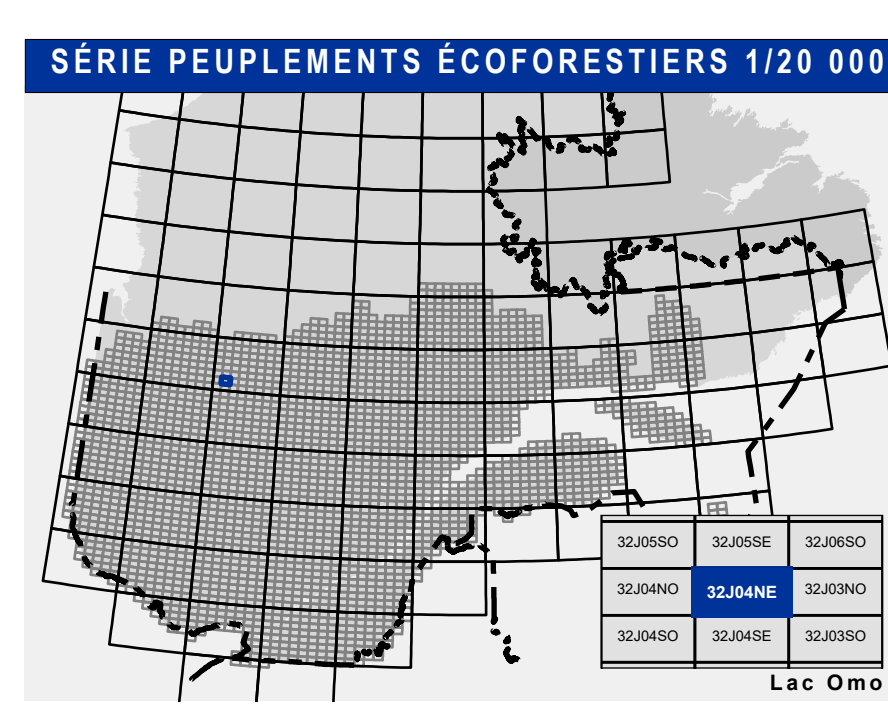 SÉRIE PEUPLEMENTS ÉCOFORESTIERS 1/20 000
32J05SO 32J05SE 32J06SO
32J04NO 32J04NE 32J03NO
32J04SO 32J04SE 32J03SO
Lac Omo